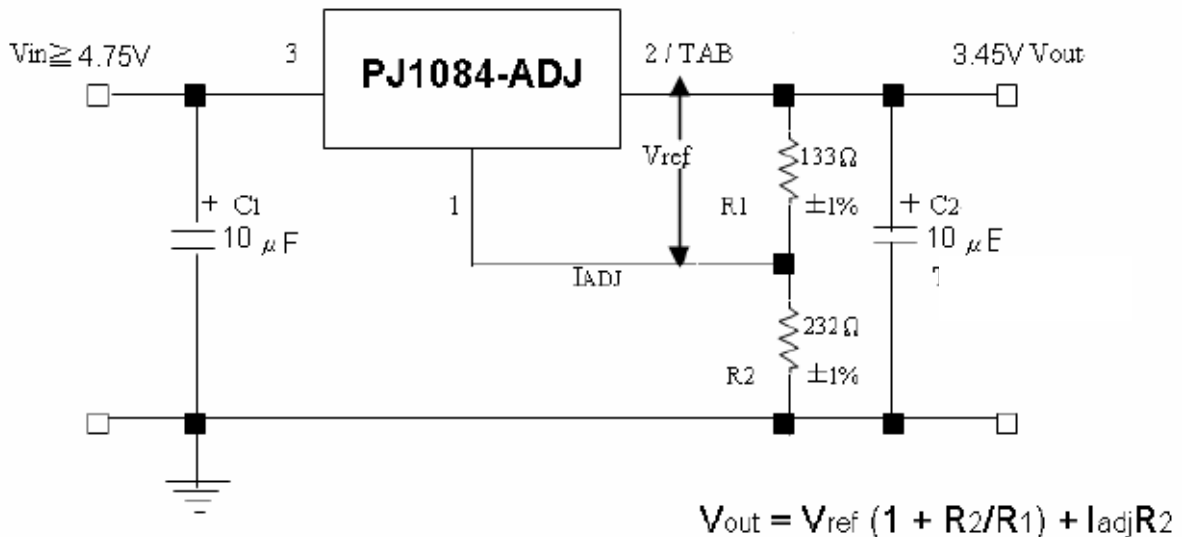 Vin≧ 4.75V
3
PJ1084-ADJ
2 / TAB
3.45V Vout
Vref
133Ω
+ C1
1
R1
±1%
+ C2
10 μF
10 μE
IADJ
232Ω
R2
±1%
Vout = Vref (1 + R2/R1) + IadjR2